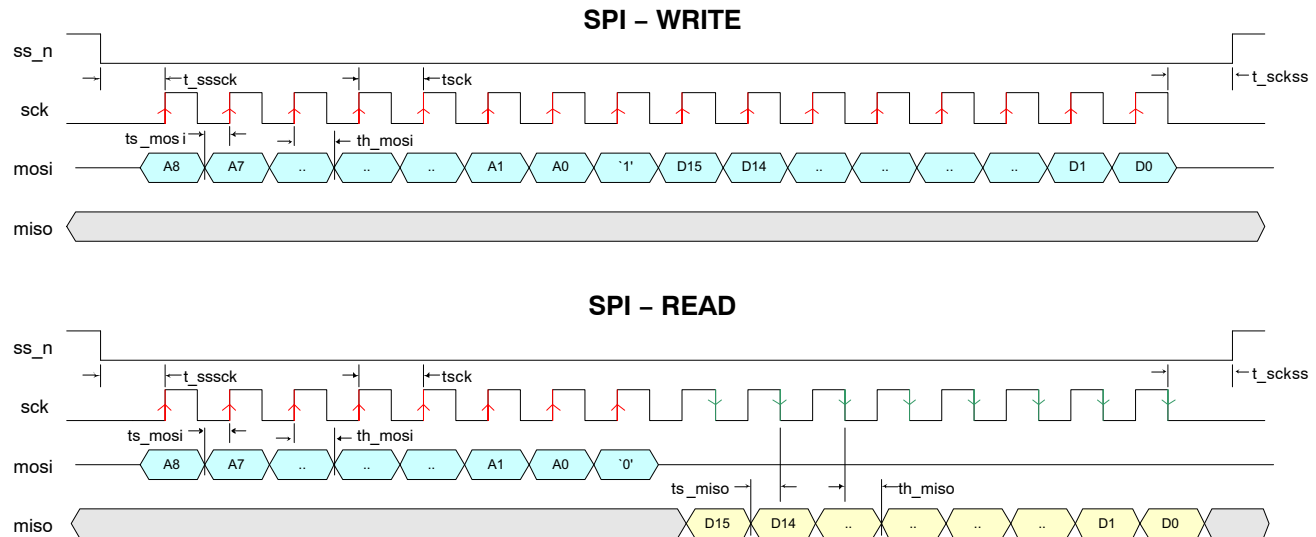 SPI – WRITE
ss_n
t_sssck tsck t_sckss
sck
ts_mosi th_mosi
mosi A8 A7 .. .. .. A1 A0 `1' D15 D14 .. .. .. .. D1 D0
miso
SPI – READ
ss_n
t_sssck tsck t_sckss
sck
ts_mosi th_mosi
mosi A8 A7 .. .. .. A1 A0 `0'
ts_miso th_miso
miso D15 D14 .. .. .. .. D1 D0